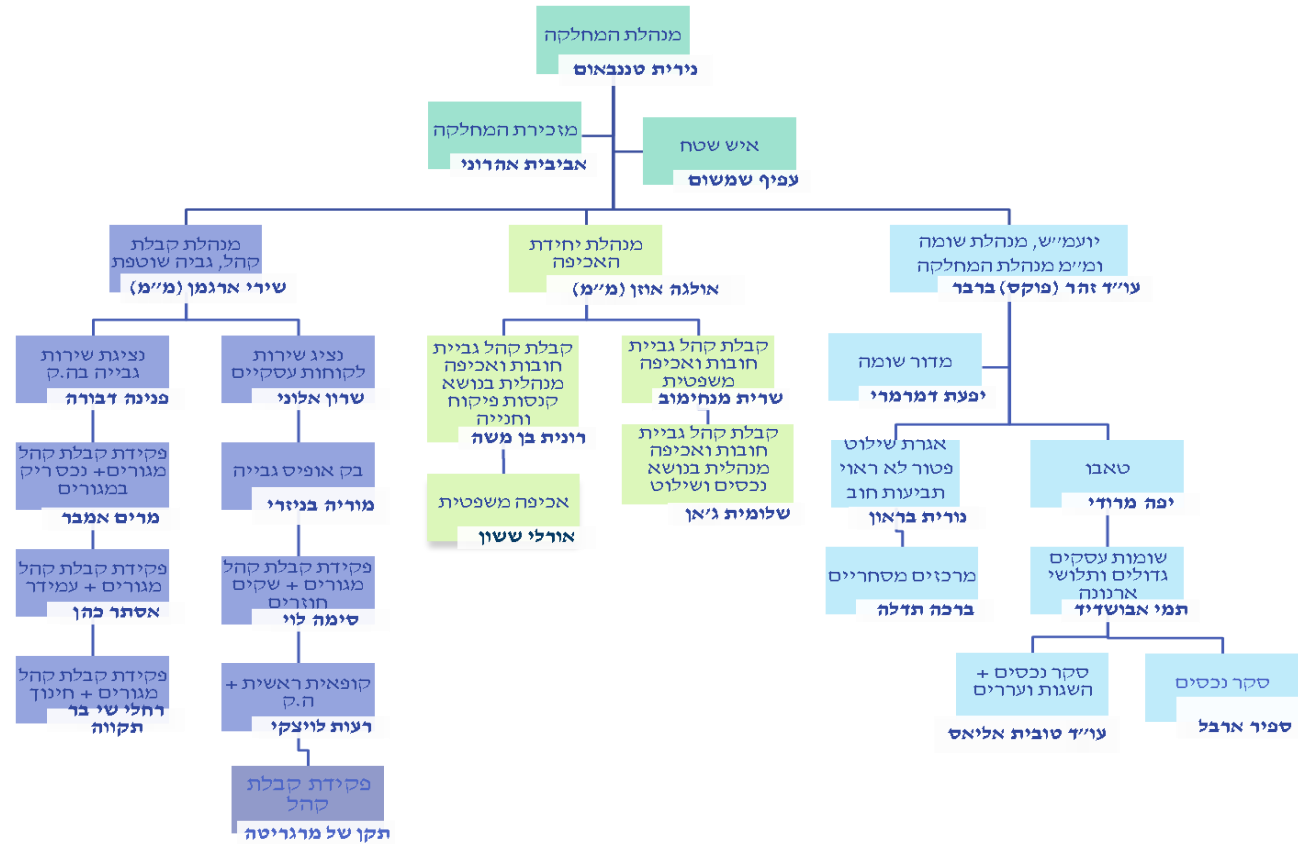 מנהלת המחלקה
נירית טננבאום
מזכירת המחלקה
אביבית אהרוני
איש שטח
עפיף שמשום
יועמ״ש, מנהלת שומה
ומ״מ מנהלת המחלקה
עו״ד זהר (פוקס) ברבר
מנהלת יחידת
האכיפה
אולגה אוזן (מ״מ)
מנהלת קבלת
קהל, גביה שוטפת
שירי ארגמן (מ״מ)
מדור שומה
יפעת דמרמרי
טאבו
יפה מרודי
שומות עסקים
גדולים ותלושי
ארנונה
תמי אבושדיד
סקר נכסים
ספיר ארבל
סקר נכסים +
השגות ועררים
עו״ד טובית אליאס
אגרת שילוט
פטור לא ראוי
תביעות חוב
נורית בראון
מרכזים מסחריים
ברכה תדלה
קבלת קהל גביית
חובות ואכיפה
משפטית
שרית מנחימוב
קבלת קהל גביית
חובות ואכיפה
מנהלית בנושא
נכסים ושילוט
שלומית ג׳אן
קבלת קהל גביית
חובות ואכיפה
מנהלית בנושא
קנסות פיקוח
וחנייה
רונית בן משה
אכיפה משפטית
אורלי ששון
נציג שירות
לקוחות עסקיים
שרון אלוני
בק אופיס גבייה
מוריה בניזרי
פקידת קבלת קהל
מגורים + שקים
חוזרים
סימה לוי
קופאית ראשית +
ה.ק
רעות לויצקי
פקידת קבלת
קהל
תקן של מרגריטה
נציגת שירות
גבייה בה.ק
פנינה דבורה
פקידת קבלת קהל
מגורים+ נכס ריק
במגורים
מרים אמבר
פקידת קבלת קהל
מגורים + עמידר
אסתר כהן
פקידת קבלת קהל
מגורים + חינוך
רחלי שי בר
תקווה